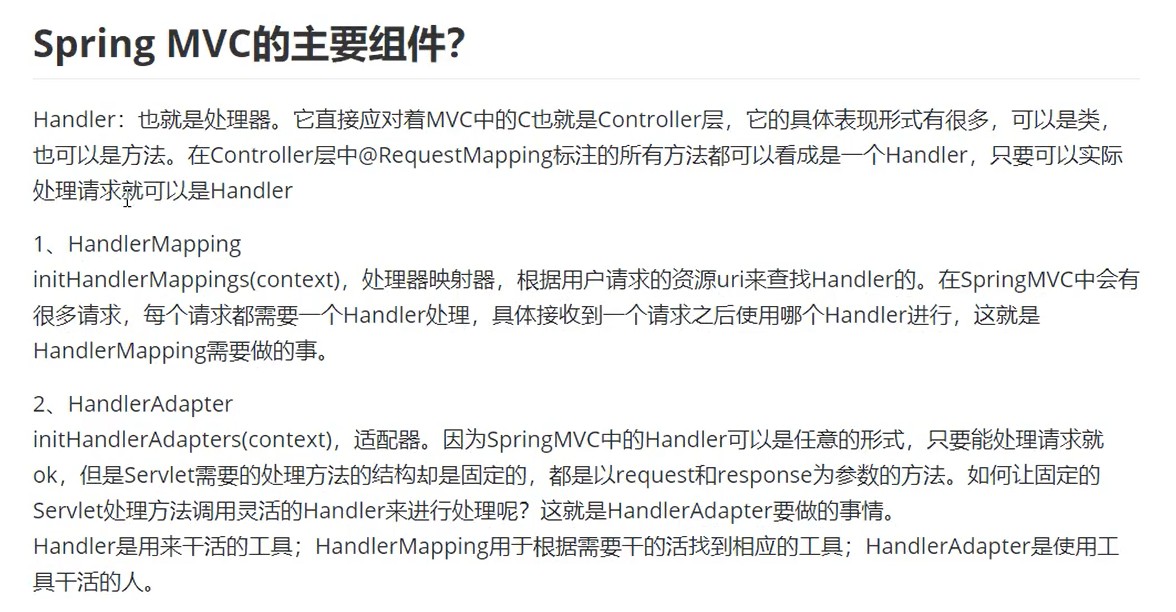 Spring MVC的主要组件？
Handler：也就是处理器。它直接应对着MVC中的C也就是Controller层，它的具体表现形式有很多，可以是类，
也可以是方法。在Controller层中@RequestMapping标注的所有方法都可以看成是一个Handler，只要可以实际
处理请求就可以是Handler
1、HandlerMapping
initHandlerMappings(context)，处理器映射器，根据用户请求的资源uri来查找Handler的。在SpringMVC中会有
很多请求，每个请求都需要一个Handler处理，具体接收到一个请求之后使用哪个Handler进行，这就是
HandlerMapping需要做的事。
2、HandlerAdapter
initHandlerAdapters(context)，适配器。因为SpringMVC中的Handler可以是任意的形式，只要能处理请求就
ok，但是Servlet需要的处理方法的结构却是固定的，都是以request和response为参数的方法。如何让固定的
Servlet处理方法调用灵活的Handler来进行处理呢？这就是HandlerAdapter要做的事情。
Handler是用来干活的工具；HandlerMapping用于根据需要干的活找到相应的工具；HandlerAdapter是使用工
具干活的人。